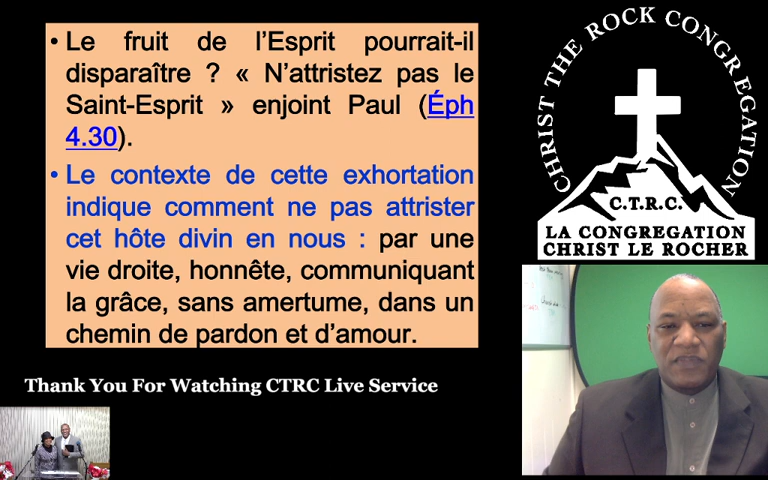 • Le fruit de l’Esprit pourrait-il
disparaître ? « N’attristez pas le
Saint-Esprit » enjoint Paul (Éph
4.30).
• Le contexte de cette exhortation
indique comment ne pas attrister
cet hôte divin en nous : par une
vie droite, honnête, communiquant
la grâce, sans amertume, dans un
chemin de pardon et d’amour.
CHRIST THE ROCK CONGREGATION
C.T.R.C.
LA CONGREGATION
CHRIST LE ROCHER
Thank You For Watching CTRC Live Service